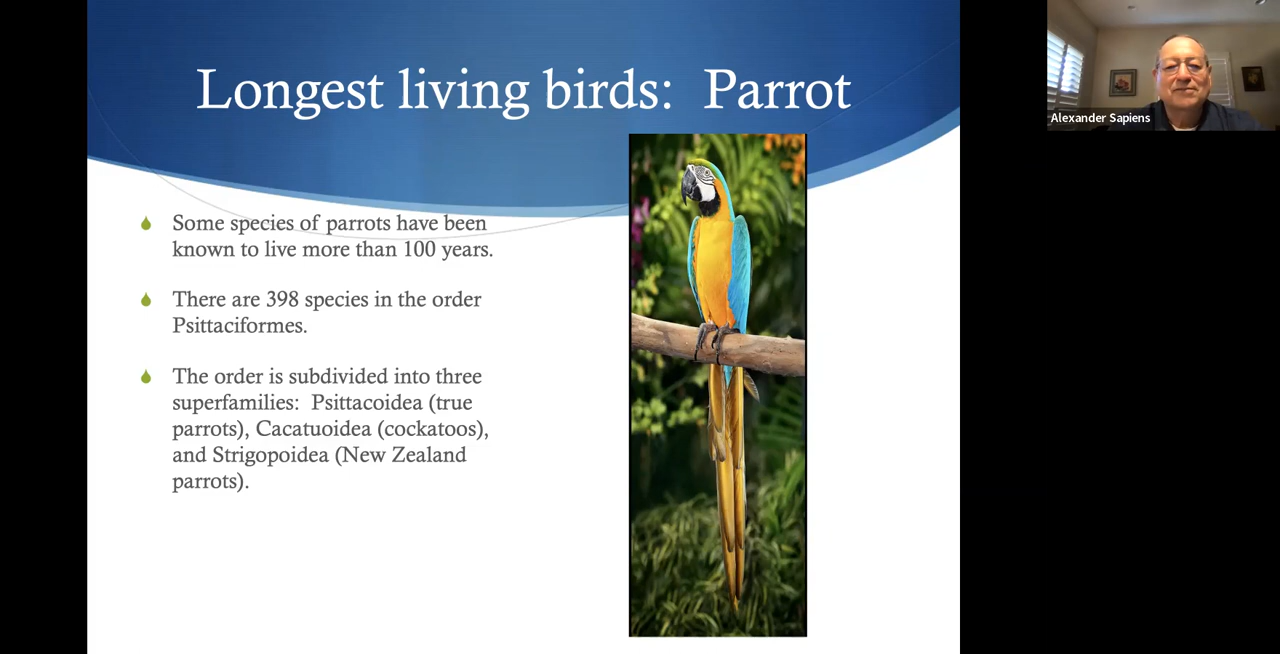 Longest living birds: Parrot
Some species of parrots have been
known to live more than 100 years.
There are 398 species in the order
Psittaciformes.
The order is subdivided into three
superfamilies: Psittacoidea (true
parrots), Cacatuoidea (cockatoos),
and Strigopoidea (New Zealand
parrots).
Alexander Sapiens